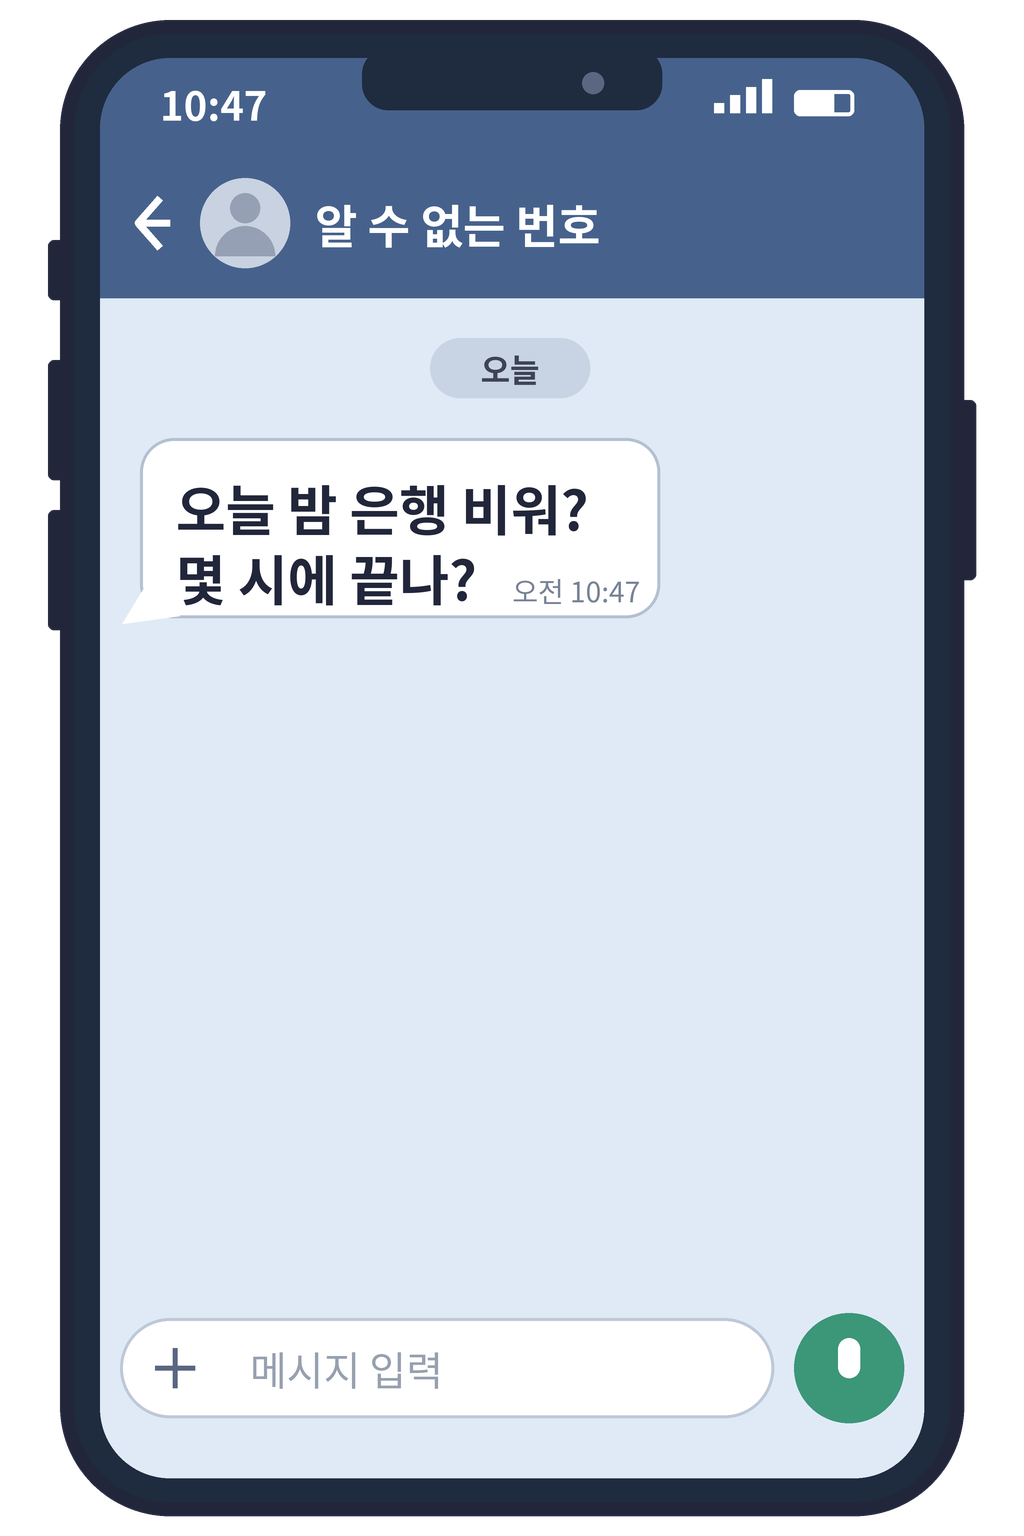 10:47
알 수 없는 번호
오늘
오늘 밤 은행 비워?
몇 시에 끝나?
오전 10:47
메시지 입력